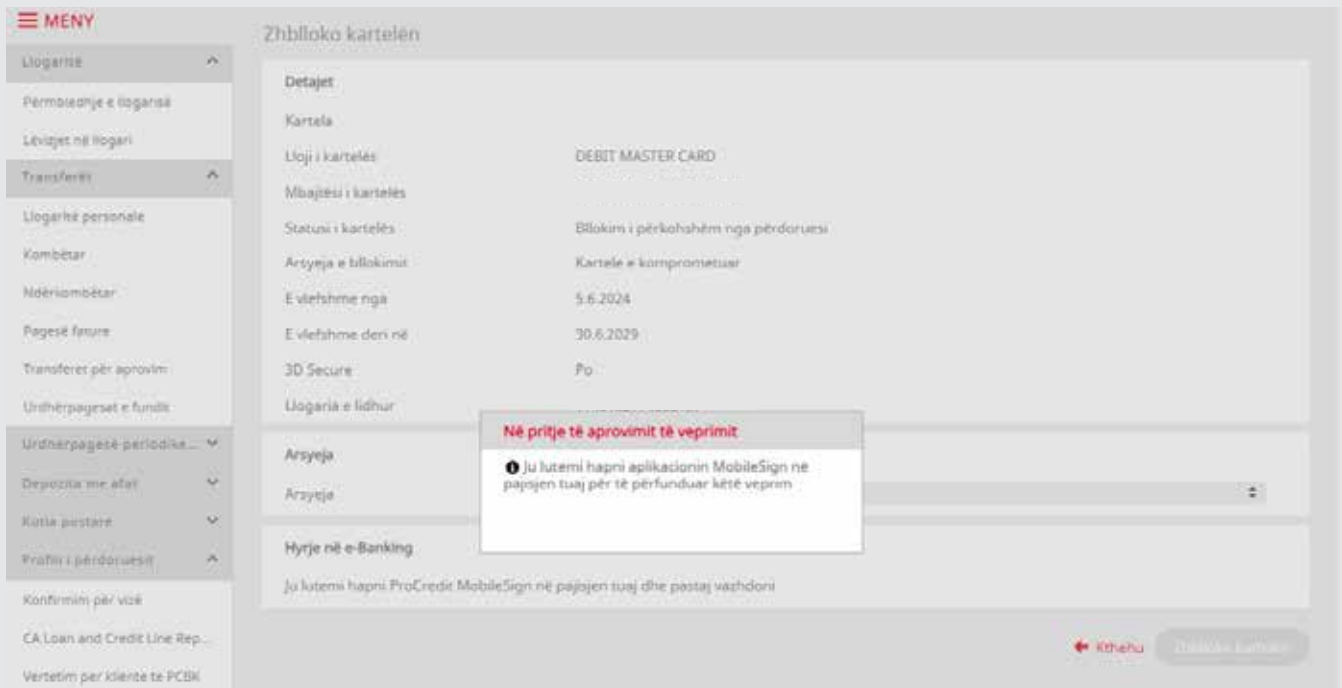 MENY
Llogaritë
Përmbledhje e llogarisë
Lëvizjet në llogari
Transferët
Llogaritë personale
Kombëtar
Ndërkombëtar
Pagesë fature
Transferet për aprovim
Urdhërpagesat e fundit
Urdhërpagesë periodike...
Depozita me afat
Kutia postare
Profili i përdoruesit
Konfirmim për vizë
CA Loan and Credit Line Rep...
Vertetim per kliente te PCBK
Zhblloko kartelën
Detajet
Kartela
Lloji i kartelës DEBIT MASTER CARD
Mbajtësi i kartelës
Statusi i kartelës Bllokim i përkohshëm nga përdoruesi
Arsyeja e bllokimit Kartele e komprometuar
E vlefshme nga 5.6.2024
E vlefshme deri në 30.6.2029
3D Secure Po
Llogaria e lidhur
Në pritje të aprovimit të veprimit
Ju lutemi hapni aplikacionin MobileSign në
pajisjen tuaj për të përfunduar këtë veprim
Arsyeja
Arsyeja
Hyrje në e-Banking
Ju lutemi hapni ProCredit MobileSign në pajisjen tuaj dhe pastaj vazhdoni
Kthehu
Zhblloko kartelën